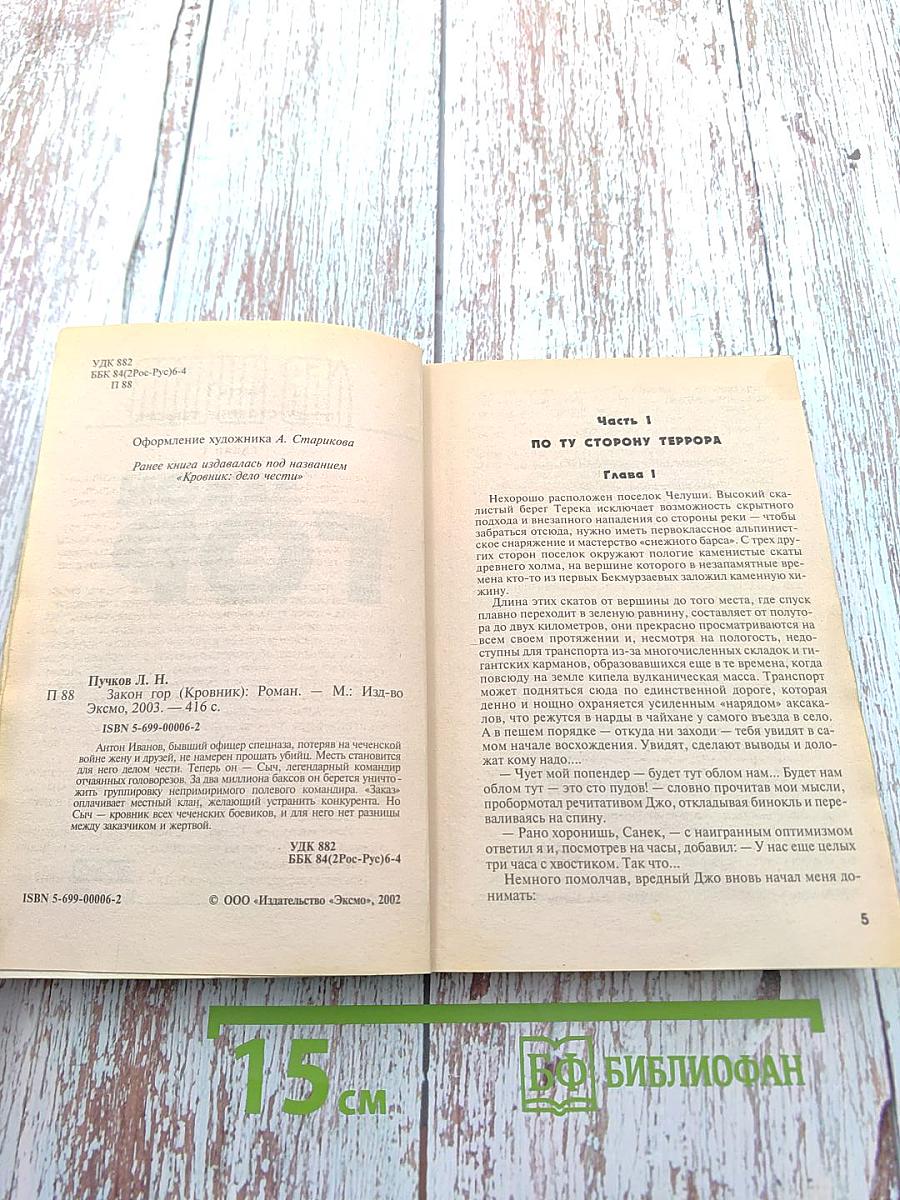 УДК 882
ББК 84(2Рос-Рус)6-4
П 88
Оформление художника А. Старикова
Ранее книга издавалась под названием
«Кровник: дело чести»
Пучков Л. Н.
П 88 Закон гор (Кровник): Роман. — М.: Изд-во
Эксмо, 2003. — 416 с.
ISBN 5-699-00006-2
Антон Иванов, бывший офицер спецназа, потеряв на чеченской
войне жену и друзей, не намерен прощать убийц. Месть становится
для него делом чести. Теперь он — Сыч, легендарный командир
отчаянных головорезов. За два миллиона баксов он берется уничто-
жить группировку непримиримого полевого командира. «Заказ»
оплачивает местный клан, желающий устранить конкурента. Но
Сыч — кровник всех чеченских боевиков, и для него нет разницы
между заказчиком и жертвой.
УДК 882
ББК 84(2Рос-Рус)6-4
ISBN 5-699-00006-2 © ООО «Издательство «Эксмо», 2002
Часть 1
ПО ТУ СТОРОНУ ТЕРРОРА
Глава 1
Нехорошо расположен поселок Челуши. Высокий ска-
листый берег Терека исключает возможность скрытного
подхода и внезапного нападения со стороны реки — чтобы
забраться отсюда, нужно иметь первоклассное альпинист-
ское снаряжение и мастерство «снежного барса». С трех дру-
гих сторон поселок окружают пологие каменистые скаты
древнего холма, на вершине которого в незапамятные вре-
мена кто-то из первых Бекмурзаевых заложил каменную хи-
жину.
Длина этих скатов от вершины до того места, где спуск
плавно переходит в зеленую равнину, составляет от полуто-
ра до двух километров, они прекрасно просматриваются на
всем своем протяжении и, несмотря на пологость, недо-
ступны для транспорта из-за многочисленных складок и ги-
гантских карманов, образовавшихся еще в те времена, когда
повсюду на земле кипела вулканическая масса. Транспорт
может подняться сюда по единственной дороге, которая
денно и нощно охраняется усиленным «нарядом» аксака-
лов, что режутся в нарды в чайхане у самого въезда в село.
А в пешем порядке — откуда ни заходи — тебя увидят в са-
мом начале восхождения. Увидят, сделают выводы и доло-
жат кому надо....
— Чует мой попендер — будет тут облом нам... Будет нам
облом тут — это сто пудов! — словно прочитав мои мысли,
пробормотал речитативом Джо, откладывая бинокль и пере-
валиваясь на спину.
— Рано хоронишь, Санек, — с наигранным оптимизмом
ответил я и, посмотрев на часы, добавил: — У нас еще целых
три часа с хвостиком. Так что...
Немного помолчав, вредный Джо вновь начал меня до-
нимать:
5
15 см
БФ БИБЛИОФАН